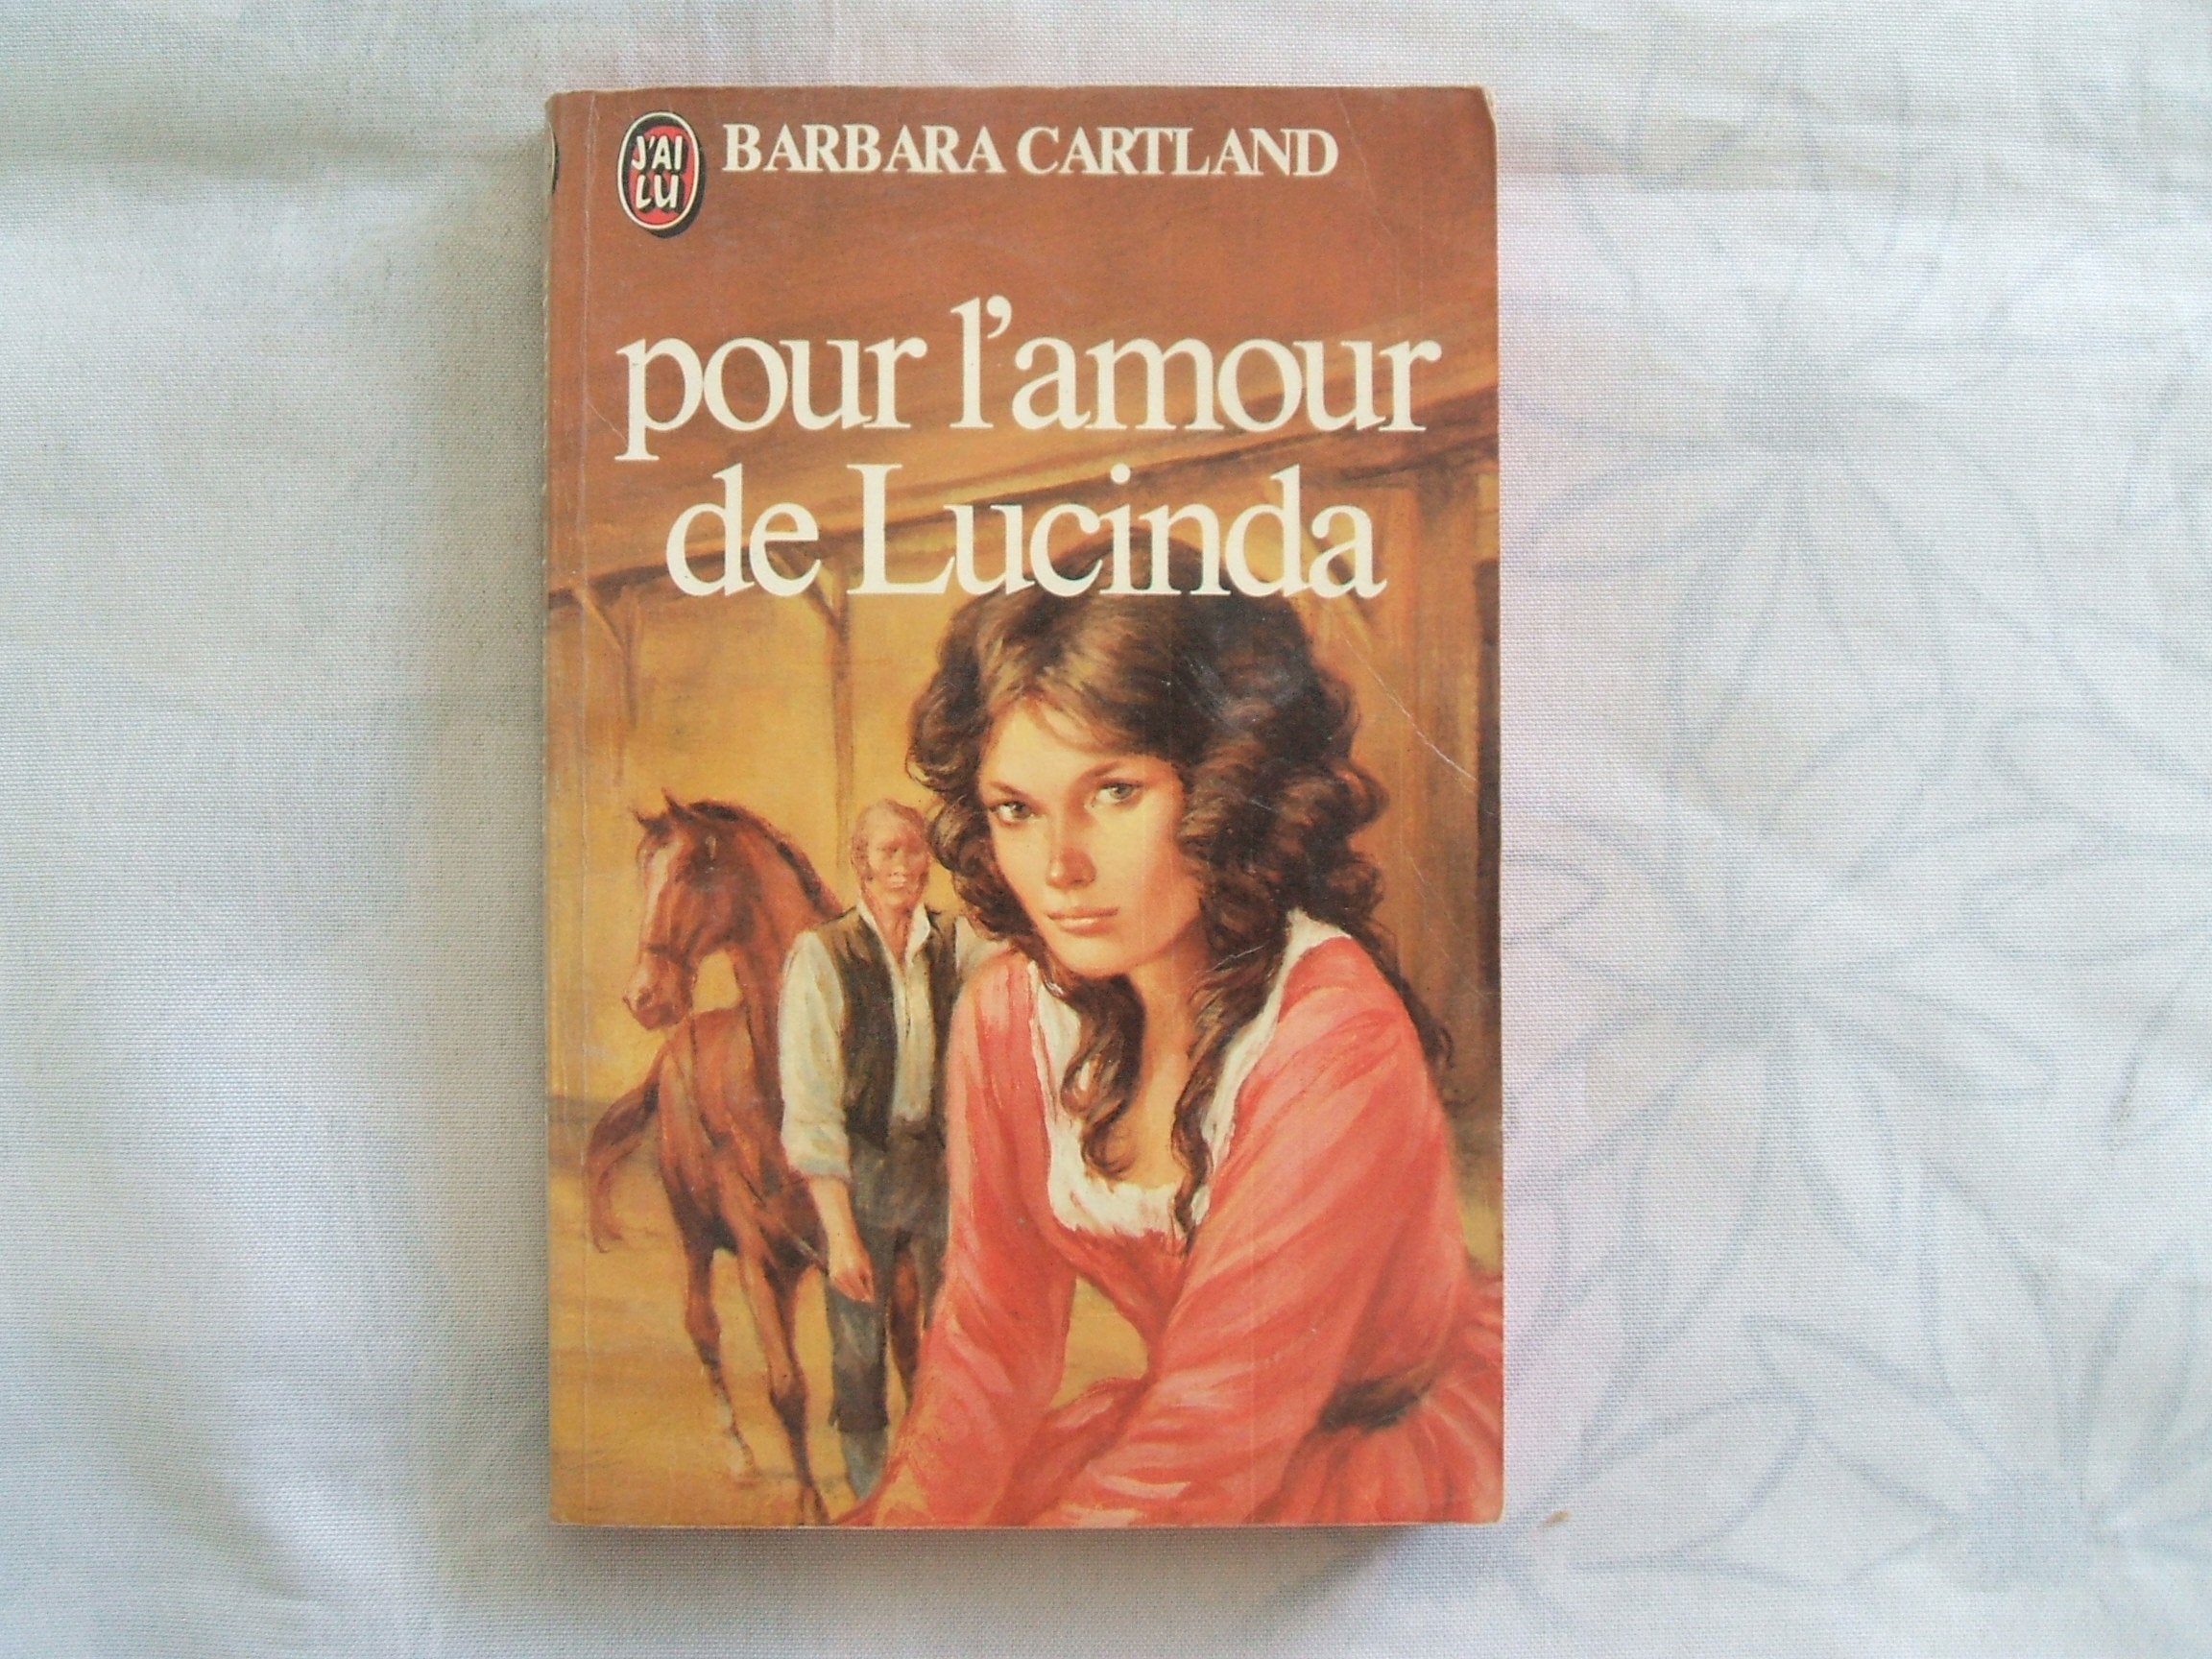 J'AI
LU
BARBARA CARTLAND
pour l'amour
de Lucinda